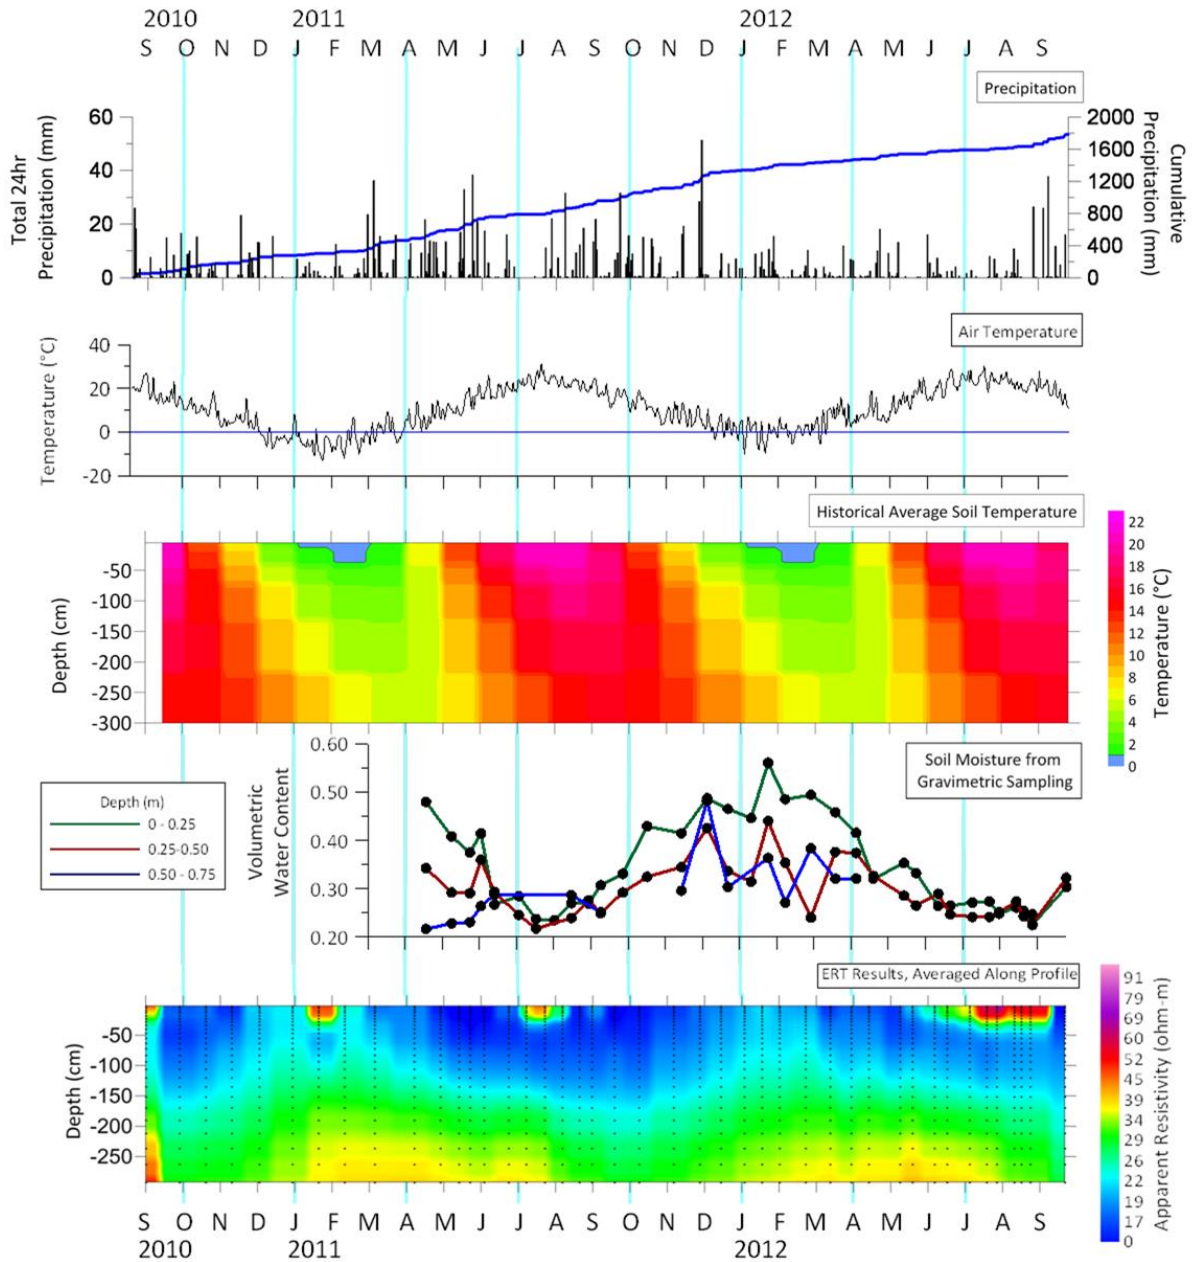 2010 2011 2012
S O N D J F M A M J J A S O N D J F M A M J J A S
Precipitation
Total 24hr
Precipitation (mm)
60
40
20
0
2000
1600
1200
800
400
0
Cumulative
Precipitation (mm)
Air Temperature
Temperature (°C)
40
20
0
-20
Historical Average Soil Temperature
Depth (cm)
-50
-100
-150
-200
-250
-300
22
20
18
16
14
12
10
8
6
4
2
1
0
Temperature (°C)
Soil Moisture from
Gravimetric Sampling
Depth (m)
0 - 0.25
0.25-0.50
0.50 - 0.75
Volumetric
Water Content
0.60
0.50
0.40
0.30
0.20
ERT Results, Averaged Along Profile
Depth (cm)
-50
-100
-150
-200
-250
91
79
69
60
52
45
39
34
29
26
22
19
17
0
Apparent Resistivity (ohm-m)
S O N D J F M A M J J A S O N D J F M A M J J A S
2010 2011 2012